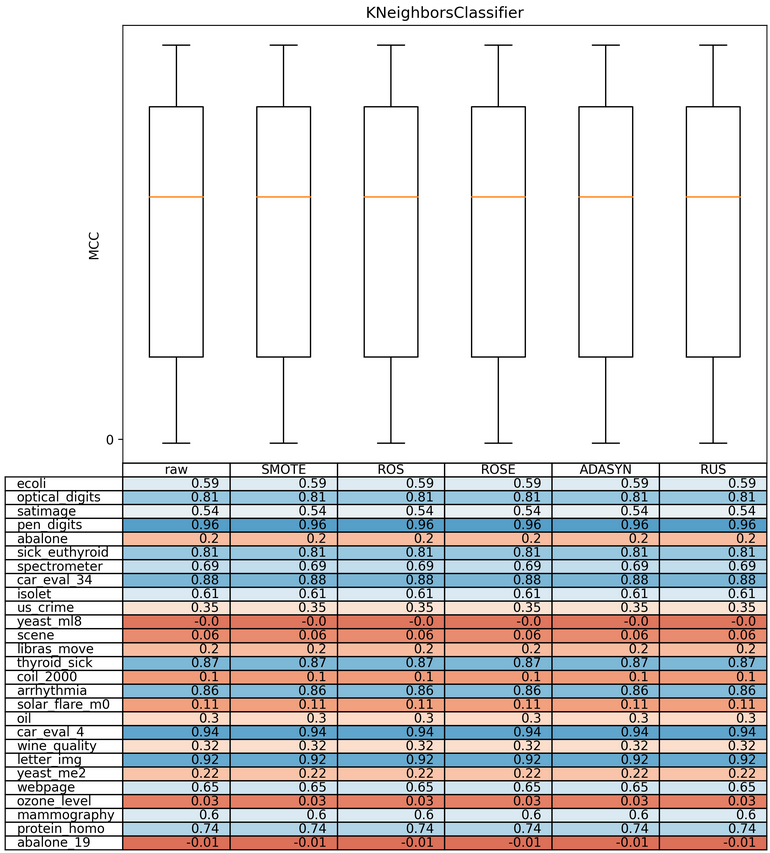 KNeighborsClassifier
MCC
0
raw SMOTE ROS ROSE ADASYN RUS
ecoli 0.59 0.59 0.59 0.59 0.59 0.59
optical_digits 0.81 0.81 0.81 0.81 0.81 0.81
satimage 0.54 0.54 0.54 0.54 0.54 0.54
pen_digits 0.96 0.96 0.96 0.96 0.96 0.96
abalone 0.2 0.2 0.2 0.2 0.2 0.2
sick_euthyroid 0.81 0.81 0.81 0.81 0.81 0.81
spectrometer 0.69 0.69 0.69 0.69 0.69 0.69
car_eval_34 0.88 0.88 0.88 0.88 0.88 0.88
isolet 0.61 0.61 0.61 0.61 0.61 0.61
us_crime 0.35 0.35 0.35 0.35 0.35 0.35
yeast_ml8 -0.0 -0.0 -0.0 -0.0 -0.0 -0.0
scene 0.06 0.06 0.06 0.06 0.06 0.06
libras_move 0.2 0.2 0.2 0.2 0.2 0.2
thyroid_sick 0.87 0.87 0.87 0.87 0.87 0.87
coil_2000 0.1 0.1 0.1 0.1 0.1 0.1
arrhythmia 0.86 0.86 0.86 0.86 0.86 0.86
solar_flare_m0 0.11 0.11 0.11 0.11 0.11 0.11
oil 0.3 0.3 0.3 0.3 0.3 0.3
car_eval_4 0.94 0.94 0.94 0.94 0.94 0.94
wine_quality 0.32 0.32 0.32 0.32 0.32 0.32
letter_img 0.92 0.92 0.92 0.92 0.92 0.92
yeast_me2 0.22 0.22 0.22 0.22 0.22 0.22
webpage 0.65 0.65 0.65 0.65 0.65 0.65
ozone_level 0.03 0.03 0.03 0.03 0.03 0.03
mammography 0.6 0.6 0.6 0.6 0.6 0.6
protein_homo 0.74 0.74 0.74 0.74 0.74 0.74
abalone_19 -0.01 -0.01 -0.01 -0.01 -0.01 -0.01